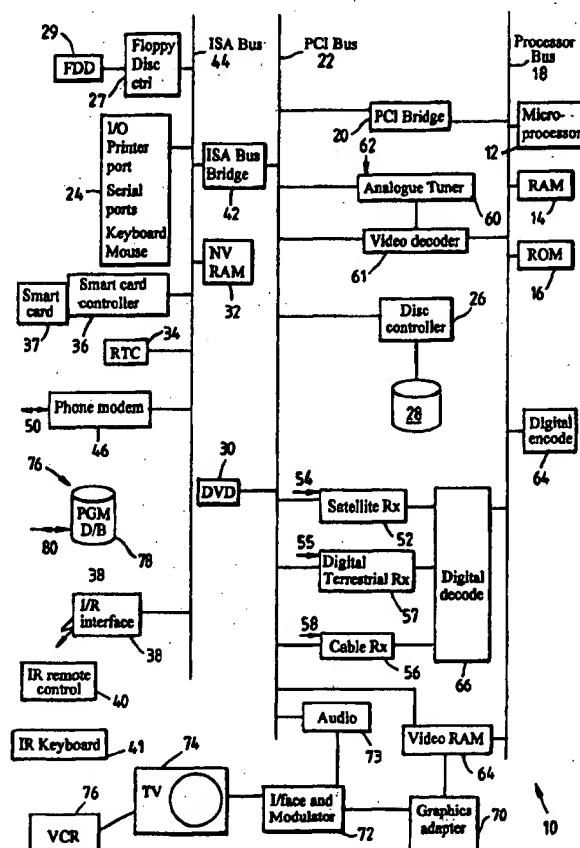 29
FDD
Floppy
Disc
ctrl
27
ISA Bus
44
PCI Bus
22
Processor
Bus
18
I/O
Printer
port
Serial
ports
Keyboard
Mouse
24
ISA Bus
Bridge
42
PCI Bridge
20
Micro-
processor
12
62
Analogue Tuner
60
RAM
14
Video decoder
61
NV
RAM
32
ROM
16
Smart card
controller
36
Smart
card
37
RTC
34
Disc
controller
26
28
Phone modem
46
50
Digital
encode
64
76
PGM
D/B
78
80
30
DVD
54
Satellite Rx
52
55
Digital
Terrestrial Rx
57
58
Cable Rx
56
Digital
decode
66
38
I/R
interface
38
IR remote
control
40
IR Keyboard
41
Audio
73
Video RAM
64
74
TV
76
VCR
I/face and
Modulator
72
Graphics
adapter
70
10